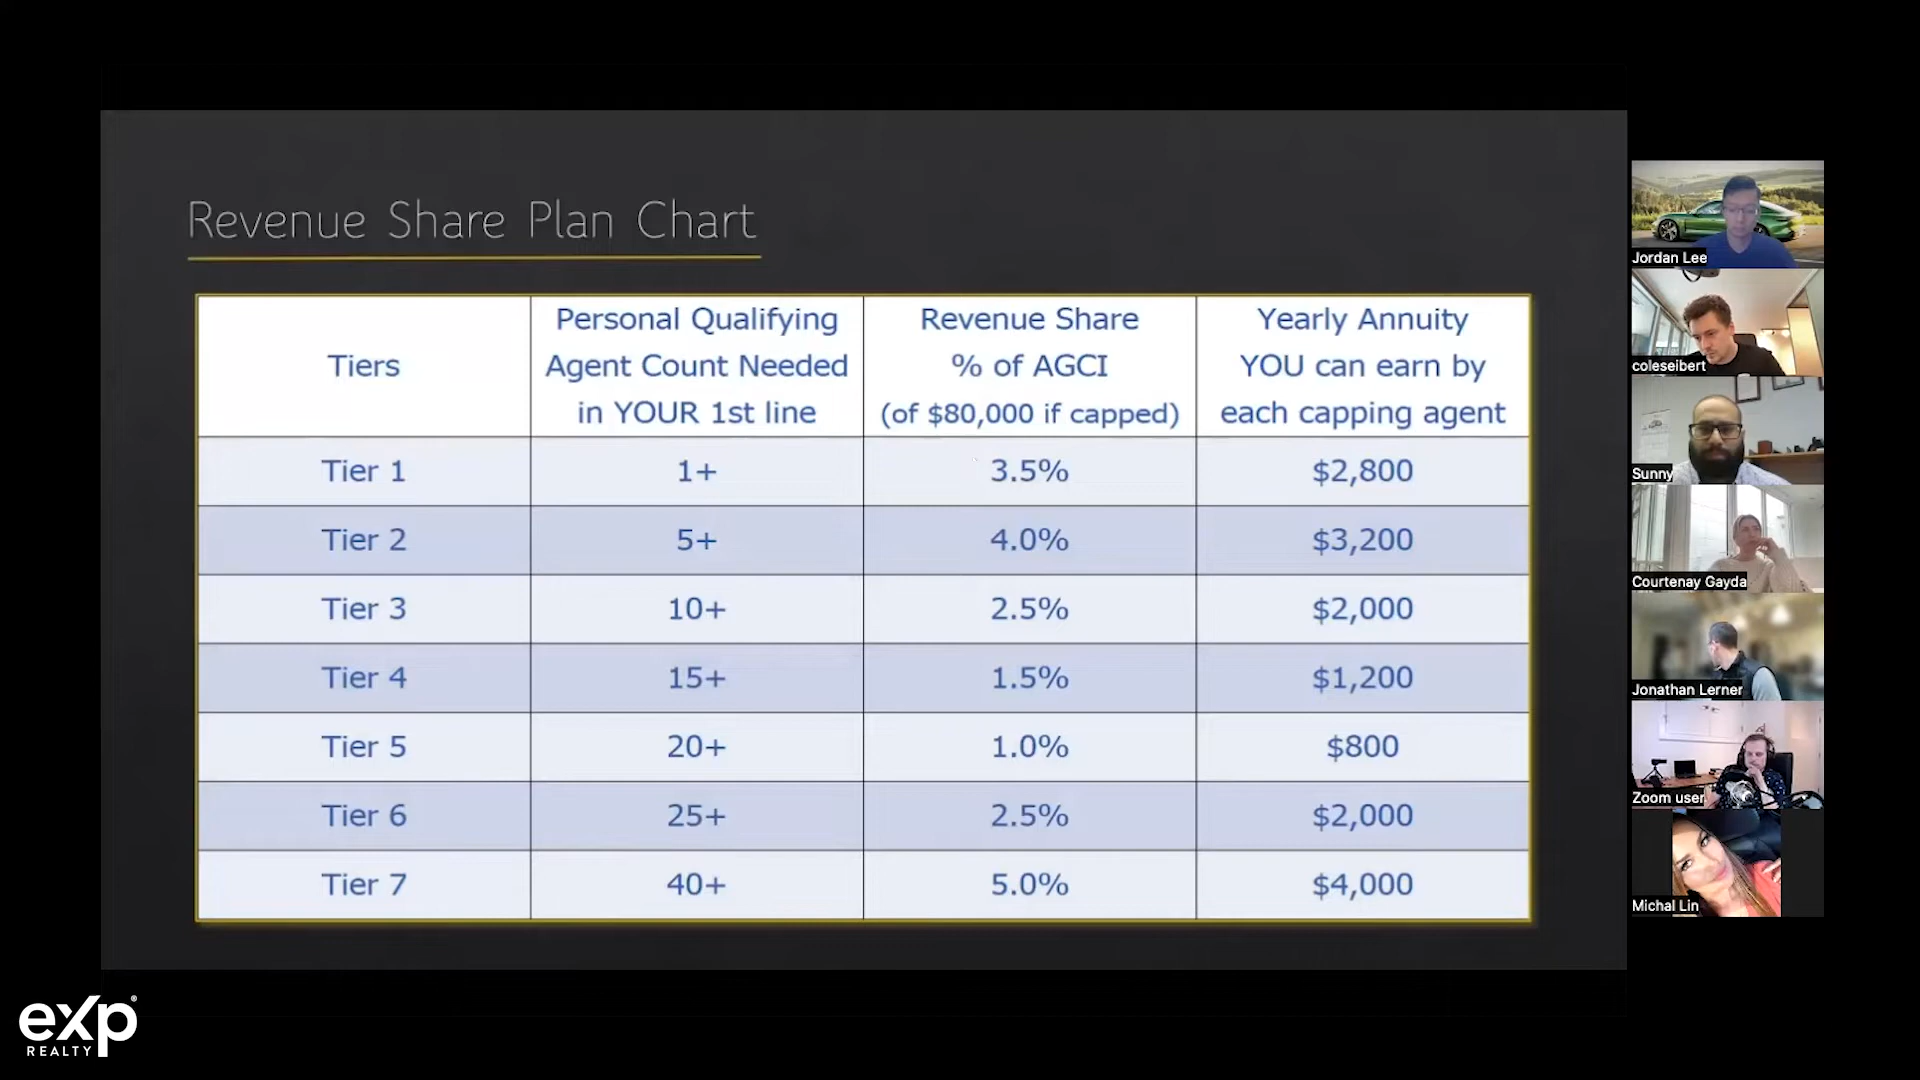 Revenue Share Plan Chart
Tiers
Personal Qualifying
Agent Count Needed
in YOUR 1st line
Revenue Share
% of AGCI
(of $80,000 if capped)
Yearly Annuity
YOU can earn by
each capping agent
Tier 1 1+ 3.5% $2,800
Tier 2 5+ 4.0% $3,200
Tier 3 10+ 2.5% $2,000
Tier 4 15+ 1.5% $1,200
Tier 5 20+ 1.0% $800
Tier 6 25+ 2.5% $2,000
Tier 7 40+ 5.0% $4,000
Jordan Lee
coleseibert
Sunny
Courtenay Gayda
Jonathan Lerner
Zoom user
Michal Lin
eXp®
REALTY